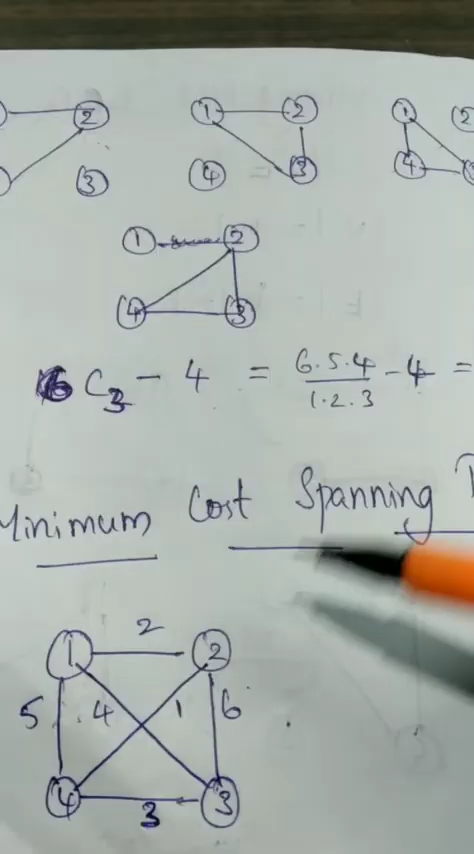 2 1 2 1 2
3 4 3 4
1 2
4 3
6C3 - 4 = 6.5.4/1.2.3 - 4 =
Minimum Cost Spanning
2
1 2
5 4 1 6
4 3
3